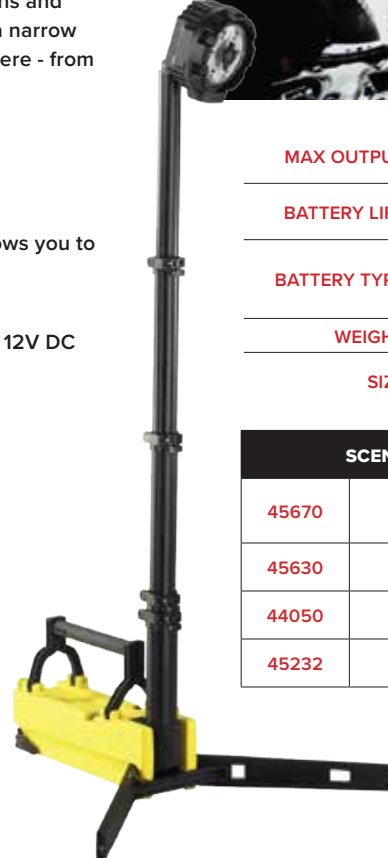 and
narrow
ere - from
ows you to
12V DC
MAX OUTPU
BATTERY LIF
BATTERY TYP
WEIGH
SIZ
SCEN
45670
45630
44050
45232